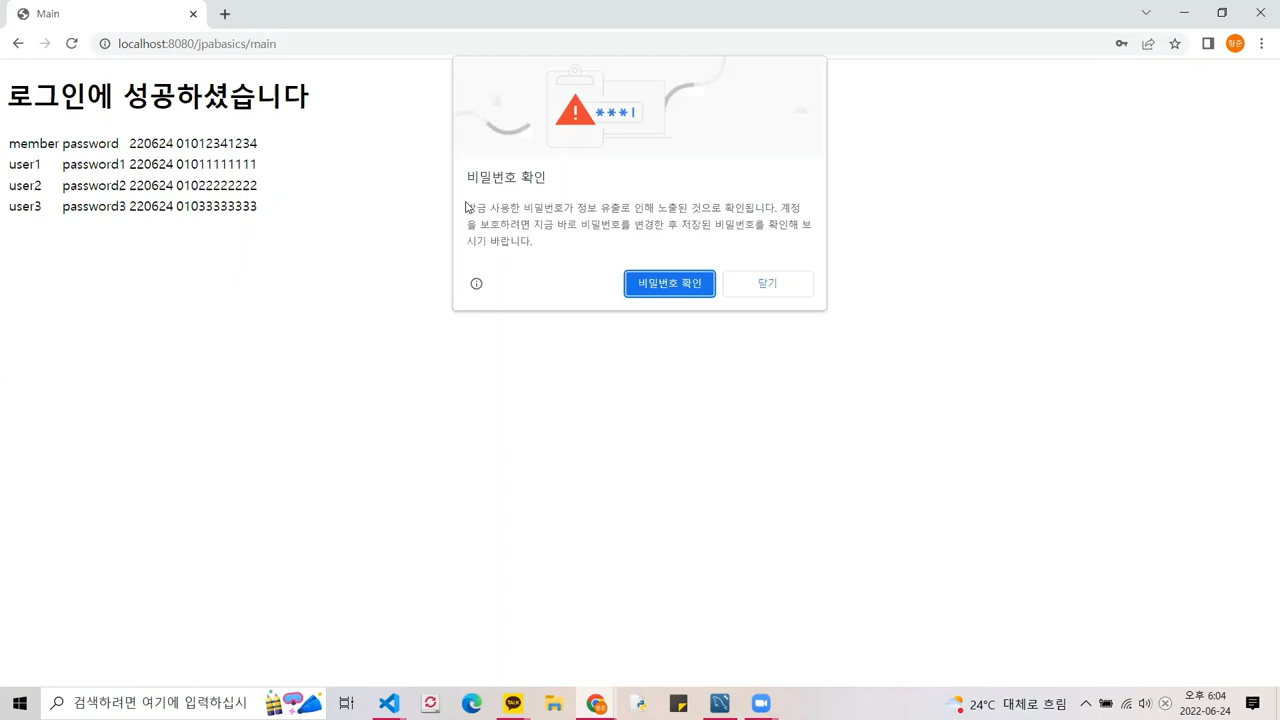 Main
localhost:8080/jpabasics/main
형준
로그인에 성공하셨습니다
member password 220624 01012341234
user1 password1 220624 01011111111
user2 password2 220624 01022222222
user3 password3 220624 01033333333
***
비밀번호 확인
사용한 비밀번호가 정보 유출로 인해 노출된 것으로 확인됩니다. 계정
을 보호하려면 지금 바로 비밀번호를 변경한 후 저장된 비밀번호를 확인해 보
시기 바랍니다.
비밀번호 확인
닫기
검색하려면 여기에 입력하십시
TALK
24°C 대체로 흐림
오후 6:04
2022-06-24